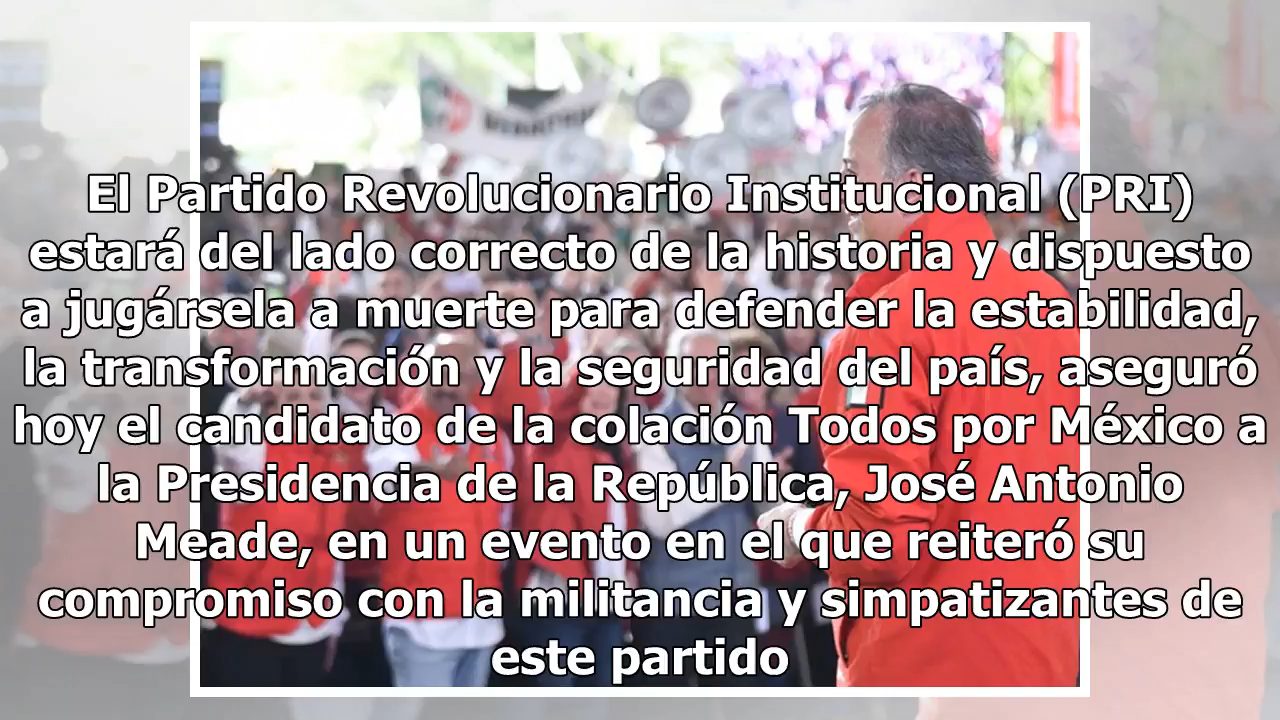 El Partido Revolucionario Institucional (PRI)
estará del lado correcto de la historia y dispuesto
a jugársela a muerte para defender la estabilidad,
la transformación y la seguridad del país, aseguró
hoy el candidato de la colación Todos por México a
la Presidencia de la República, José Antonio
Meade, en un evento en el que reiteró su
compromiso con la militancia y simpatizantes de
este partido